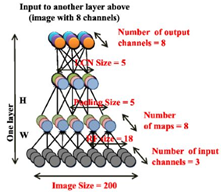 Input to another layer above
(image with 8 channels)
Number of output
channels = 8
LCN Size = 5
Pooling Size = 5
Number
of maps = 8
RF size = 18
Number of input
channels = 3
One layer
H
W
Image Size = 200